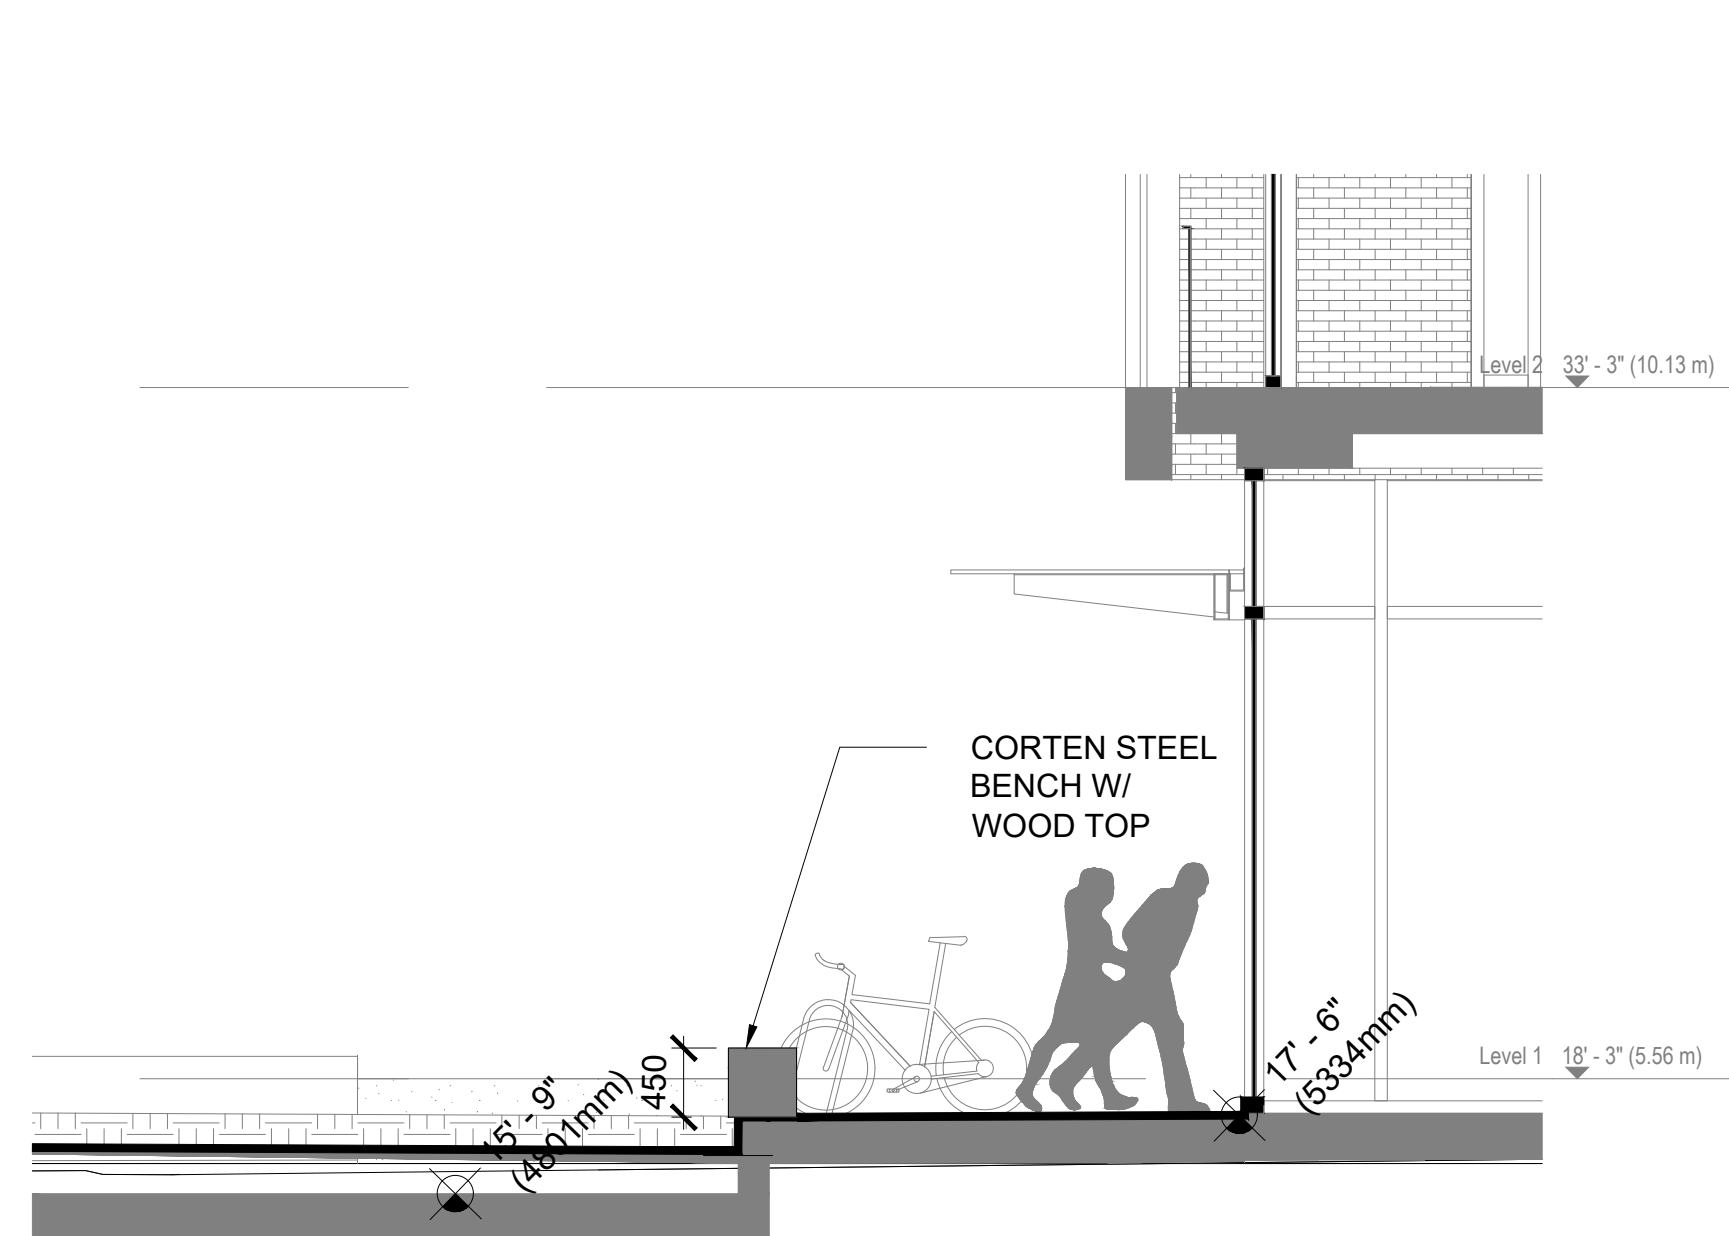 Level 2 33' - 3" (10.13 m)
CORTEN STEEL
BENCH W/
WOOD TOP
17' - 6"
(5334mm)
Level 1 18' - 3" (5.56 m)
450
15' - 9"
(4801mm)